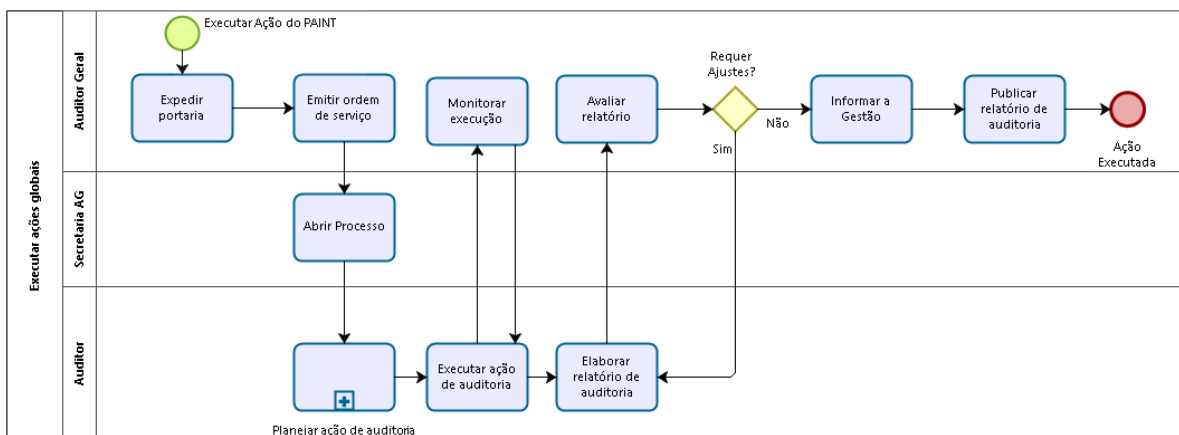 Executar ações globais
Auditor Geral
Executar Ação do PAINT
Expedir
portaria
Emitir ordem
de serviço
Monitorar
execução
Avaliar
relatório
Requer
Ajustes?
Não
Sim
Informar a
Gestão
Publicar
relatório de
auditoria
Ação
Executada
Secretaria AG
Abrir Processo
Auditor
Planejar ação de auditoria
Executar ação
de auditoria
Elaborar
relatório de
auditoria